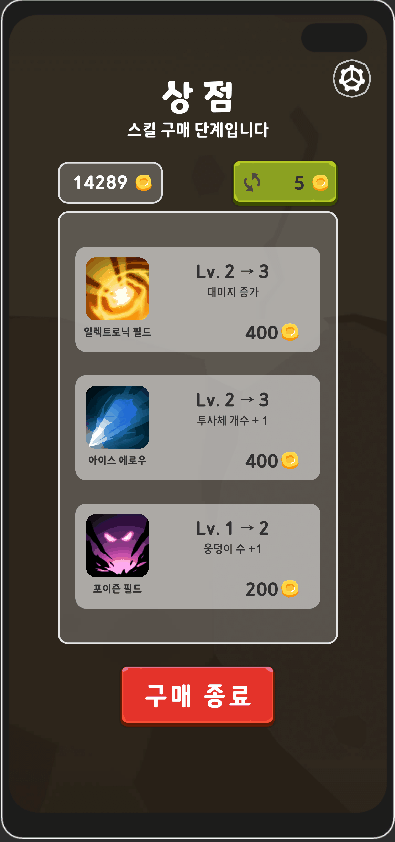 상 점
스킬 구매 단계입니다
14289
5
Lv. 2 → 3
대미지 증가
일렉트로닉 필드
400
Lv. 2 → 3
투사체 개수 + 1
아이스 에로우
400
Lv. 1 → 2
웅덩이 수 +1
포이즌 필드
200
구매 종료